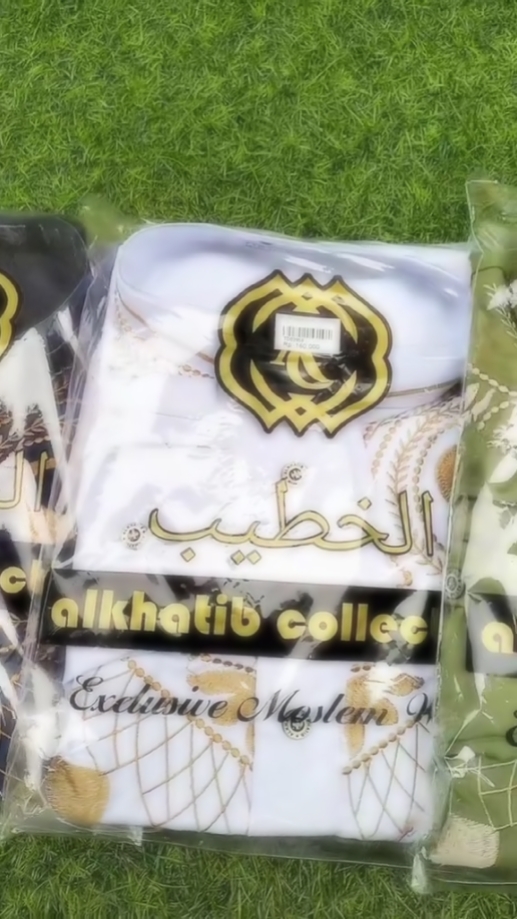 الخطيب
alkhatib collec
Exclusive Moslem W